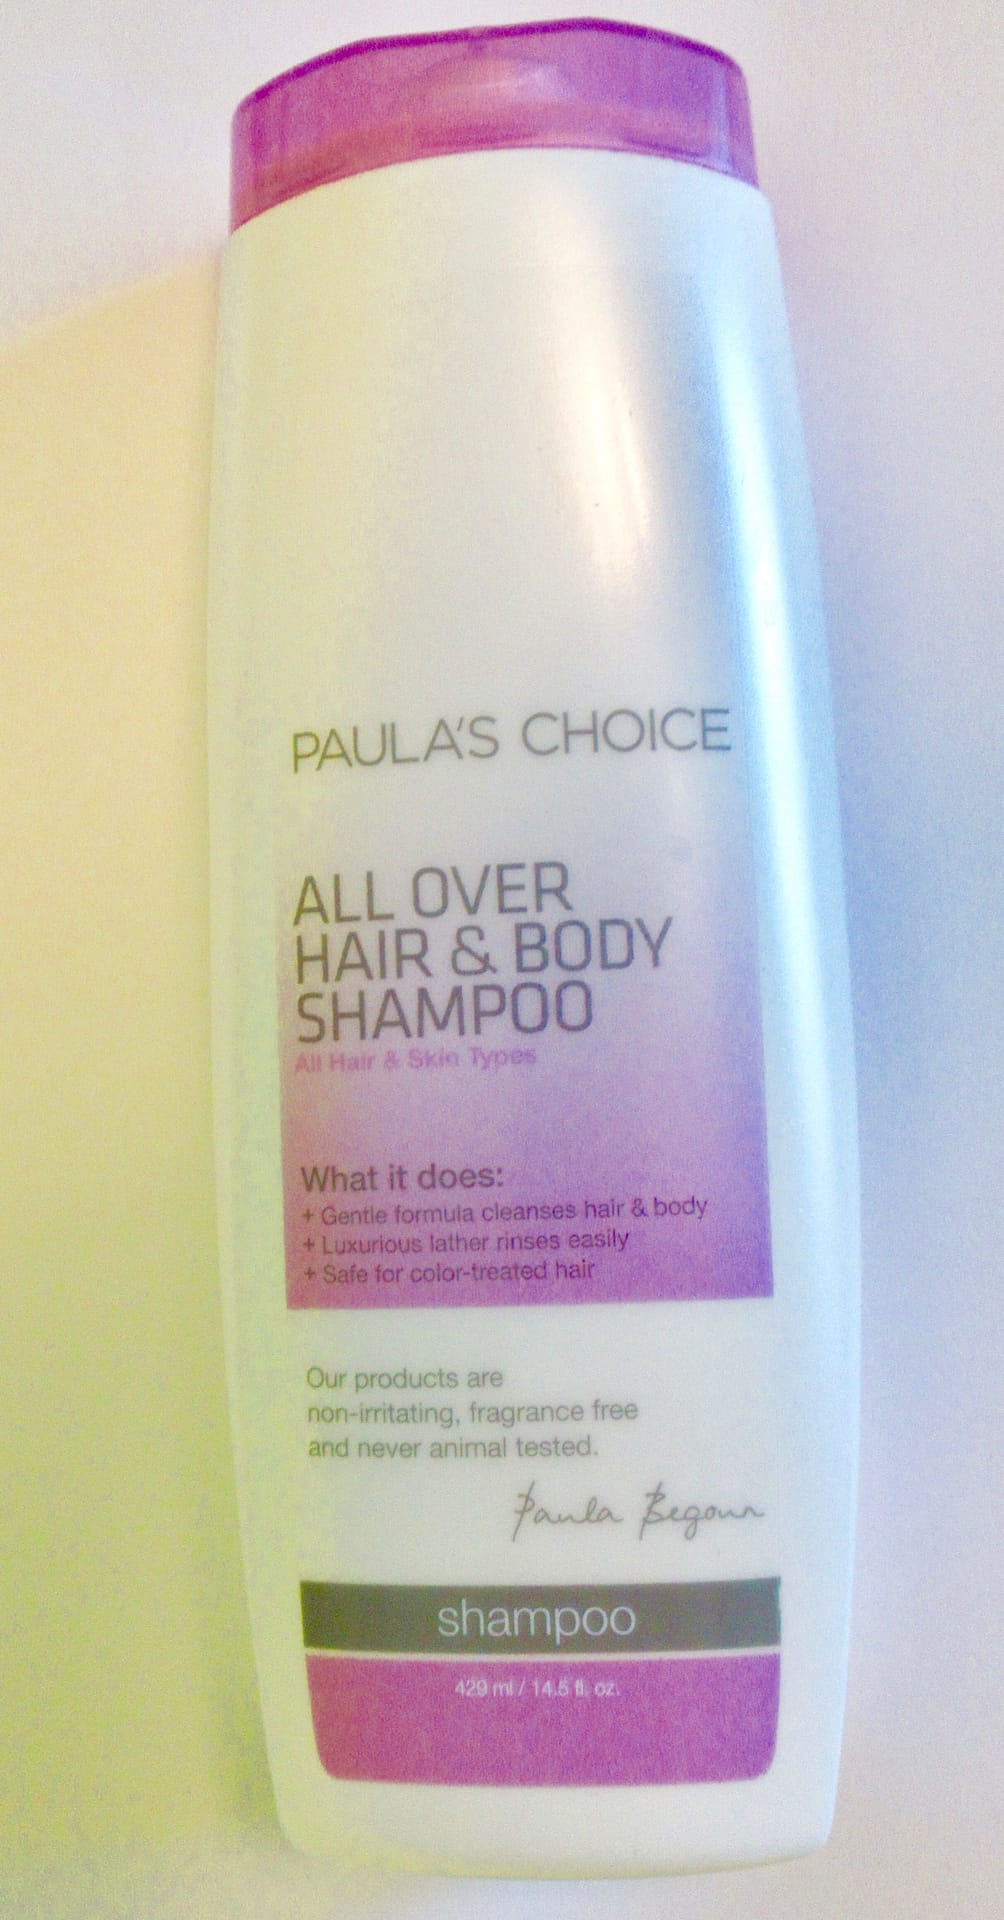 PAULA'S CHOICE
ALL OVER
HAIR & BODY
SHAMPOO
All Hair & Skin Types
What it does:
+ Gentle formula cleanses hair & body
+ Luxurious lather rinses easily
+ Safe for color-treated hair
Our products are
non-irritating, fragrance free
and never animal tested.
Paula Begoun
shampoo
429 ml / 14.5 fl. oz.